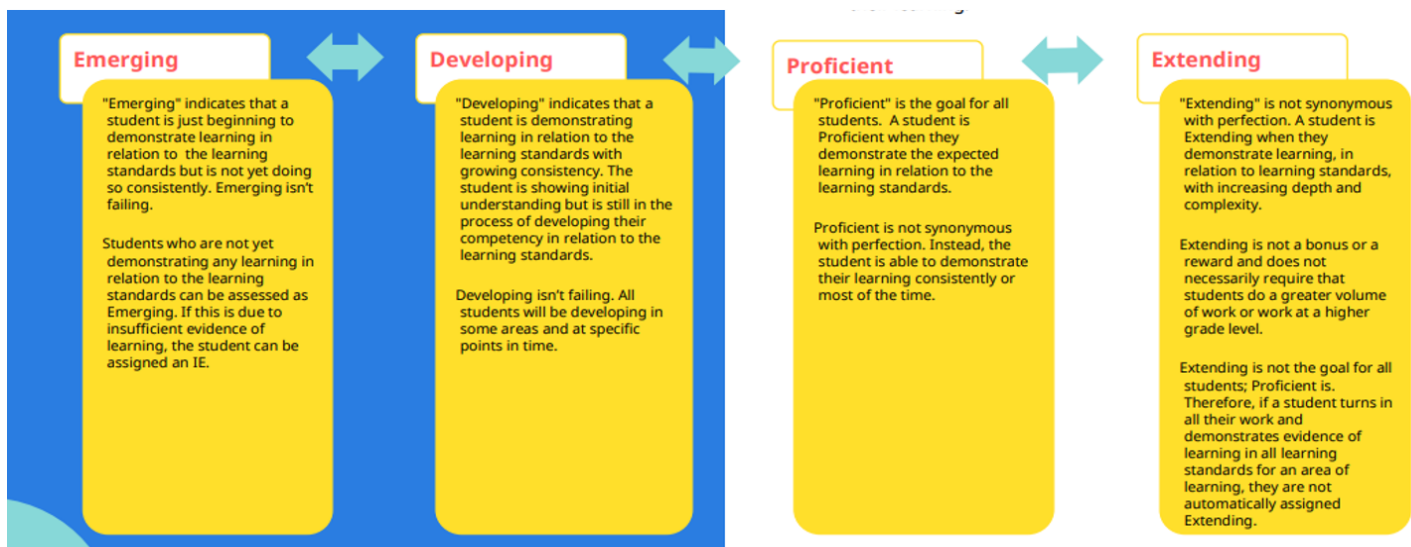 Emerging
"Emerging" indicates that a
student is just beginning to
demonstrate learning in
relation to the learning
standards but is not yet doing
so consistently. Emerging isn't
failing.
Students who are not yet
demonstrating any learning in
relation to the learning
standards can be assessed as
Emerging. If this is due to
insufficient evidence of
learning, the student can be
assigned an IE.
Developing
"Developing" indicates that a
student is demonstrating
learning in relation to the
learning standards with
growing consistency. The
student is showing initial
understanding but is still in the
process of developing their
competency in relation to the
learning standards.
Developing isn't failing. All
students will be developing in
some areas and at specific
points in time.
Proficient
"Proficient" is the goal for all
students. A student is
Proficient when they
demonstrate the expected
learning in relation to the
learning standards.
Proficient is not synonymous
with perfection. Instead, the
student is able to demonstrate
their learning consistently or
most of the time.
Extending
"Extending" is not synonymous
with perfection. A student is
Extending when they
demonstrate learning, in
relation to learning standards,
with increasing depth and
complexity.
Extending is not a bonus or a
reward and does not
necessarily require that
students do a greater volume
of work or work at a higher
grade level.
Extending is not the goal for all
students; Proficient is.
Therefore, if a student turns in
all their work and
demonstrates evidence of
learning in all learning
standards for an area of
learning, they are not
automatically assigned
Extending.